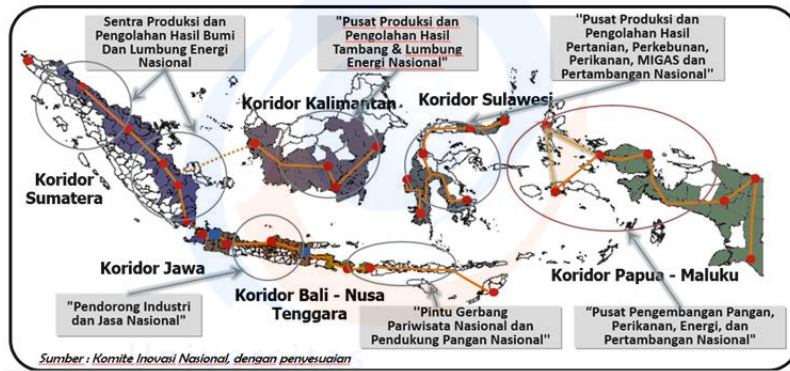 Sentra Produksi dan
Pengolahan Hasil Bumi
Dan Lumbung Energi
Nasional
"Pusat Produksi dan
Pengolahan Hasil
Tambang & Lumbung
Energi Nasional"
"Pusat Produksi dan
Pengolahan Hasil
Pertanian, Perkebunan,
Perikanan, MIGAS dan
Pertambangan Nasional"
Koridor Kalimantan
Koridor Sulawesi
Koridor
Sumatera
Koridor Jawa
Koridor Bali - Nusa
Tenggara
Koridor Papua - Maluku
"Pendorong Industri
dan Jasa Nasional"
"Pintu Gerbang
Pariwisata Nasional dan
Pendukung Pangan Nasional"
“Pusat Pengembangan Pangan,
Perikanan, Energi, dan
Pertambangan Nasional"
Sumber : Komite Inovasi Nasional, dengan penyesuaian